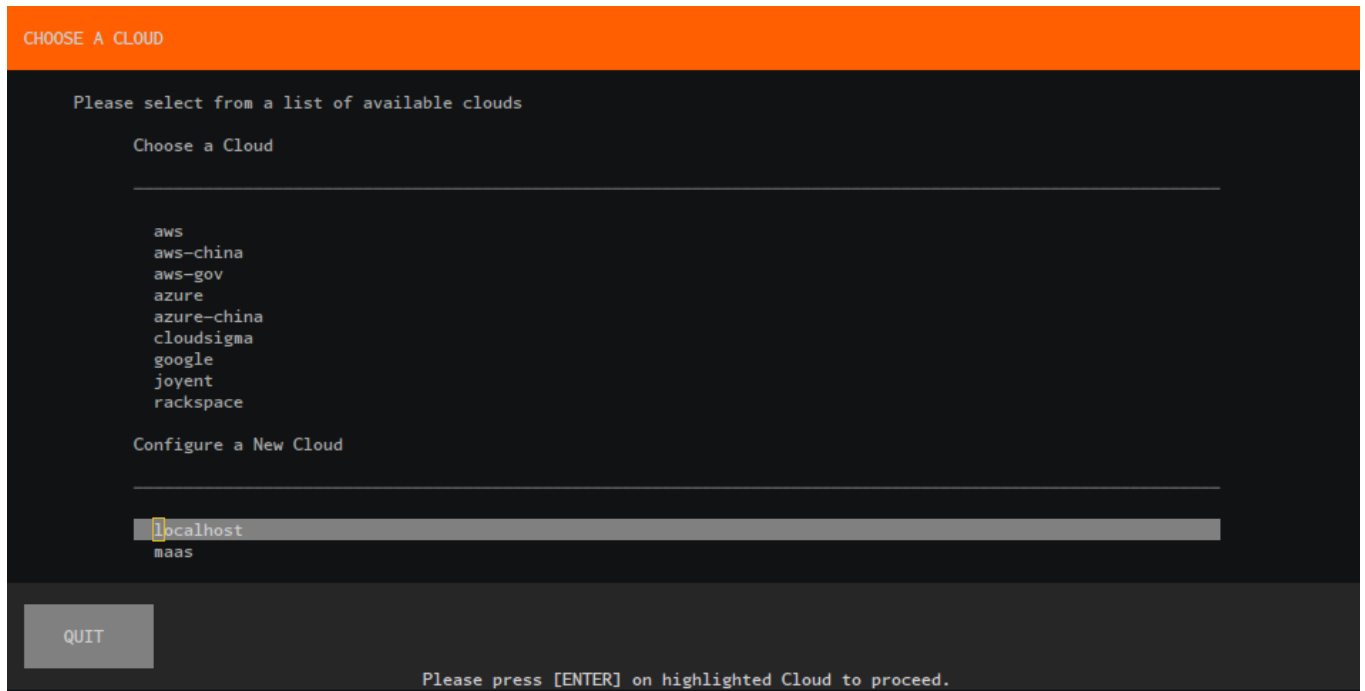 CHOOSE A CLOUD
Please select from a list of available clouds
Choose a Cloud
aws
aws-china
aws-gov
azure
azure-china
cloudsigma
google
joyent
rackspace
Configure a New Cloud
localhost
maas
QUIT
Please press [ENTER] on highlighted Cloud to proceed.